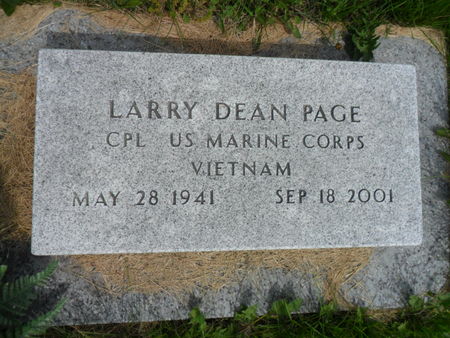 LARRY DEAN PAGE
CPL US MARINE CORPS
VIETNAM
MAY 28 1941 SEP 18 2001